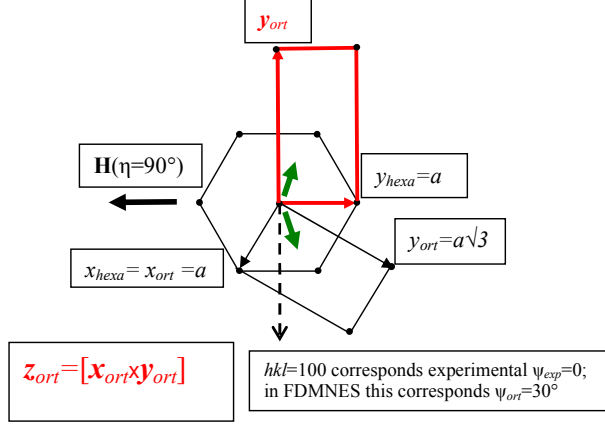 y_ort
H(η=90°)
y_hexa=a
y_ort=a√3
x_hexa= x_ort =a
z_ort=[x_ort x y_ort]
hkl=100 corresponds experimental ψ_exp=0;
in FDMNES this corresponds ψ_ort=30°